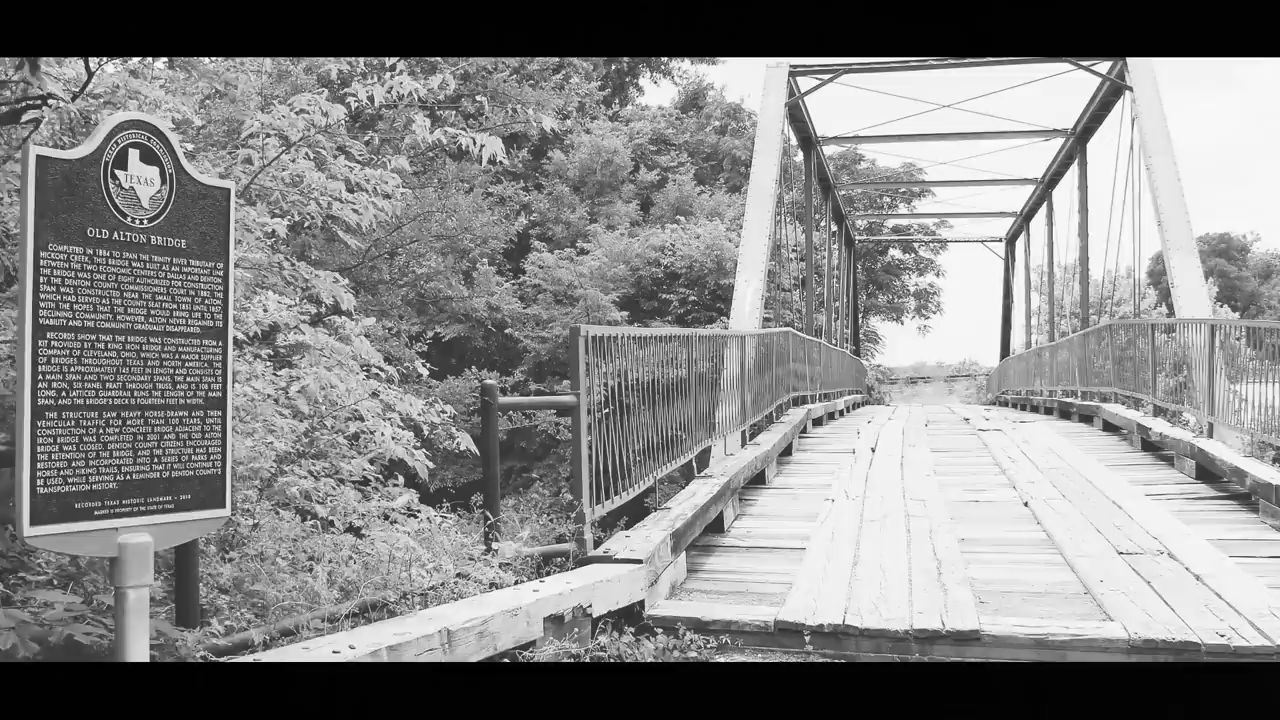 TEXAS HISTORICAL COMMISSION
TEXAS
OLD ALTON BRIDGE
COMPLETED IN 1884 TO SPAN THE TRINITY RIVER TRIBUTARY OF
HICKORY CREEK, THIS BRIDGE WAS BUILT AS AN IMPORTANT LINK
BETWEEN THE TWO ECONOMIC CENTERS OF DALLAS AND DENTON.
THE BRIDGE WAS ONE OF EIGHT AUTHORIZED FOR CONSTRUCTION
BY THE DENTON COUNTY COMMISSIONERS COURT IN 1882. THE
SPAN WAS CONSTRUCTED NEAR THE SMALL TOWN OF ALTON,
WHICH HAD SERVED AS THE COUNTY SEAT FROM 1851 UNTIL 1857,
WITH THE HOPES THAT THE BRIDGE WOULD BRING LIFE TO THE
DECLINING COMMUNITY. HOWEVER, ALTON NEVER REGAINED ITS
VIABILITY AND THE COMMUNITY GRADUALLY DISAPPEARED.
RECORDS SHOW THAT THE BRIDGE WAS CONSTRUCTED FROM A
KIT PROVIDED BY THE KING IRON BRIDGE AND MANUFACTURING
COMPANY OF CLEVELAND, OHIO, WHICH WAS A MAJOR SUPPLIER
OF BRIDGES THROUGHOUT TEXAS AND NORTH AMERICA. THE
BRIDGE IS APPROXIMATELY 145 FEET IN LENGTH AND CONSISTS OF
A MAIN SPAN AND TWO SECONDARY SPANS. THE MAIN SPAN IS
AN IRON, SIX-PANEL PRATT THROUGH TRUSS, AND IS 108 FEET
LONG. A LATTICED GUARDRAIL RUNS THE LENGTH OF THE MAIN
SPAN, AND THE BRIDGE'S DECK IS FOURTEEN FEET IN WIDTH.
THE STRUCTURE SAW HEAVY HORSE-DRAWN AND THEN
VEHICULAR TRAFFIC FOR MORE THAN 100 YEARS, UNTIL
CONSTRUCTION OF A NEW CONCRETE BRIDGE ADJACENT TO THE
IRON BRIDGE WAS COMPLETED IN 2001 AND THE OLD ALTON
BRIDGE WAS CLOSED. DENTON COUNTY CITIZENS ENCOURAGED
THE RETENTION OF THE BRIDGE, AND THE STRUCTURE HAS BEEN
RESTORED AND INCORPORATED INTO A SERIES OF PARKS AND
HORSE AND HIKING TRAILS, ENSURING THAT IT WILL CONTINUE TO
BE USED, WHILE SERVING AS A REMINDER OF DENTON COUNTY'S
TRANSPORTATION HISTORY.
RECORDED TEXAS HISTORIC LANDMARK – 2010
MARKER IS PROPERTY OF THE STATE OF TEXAS